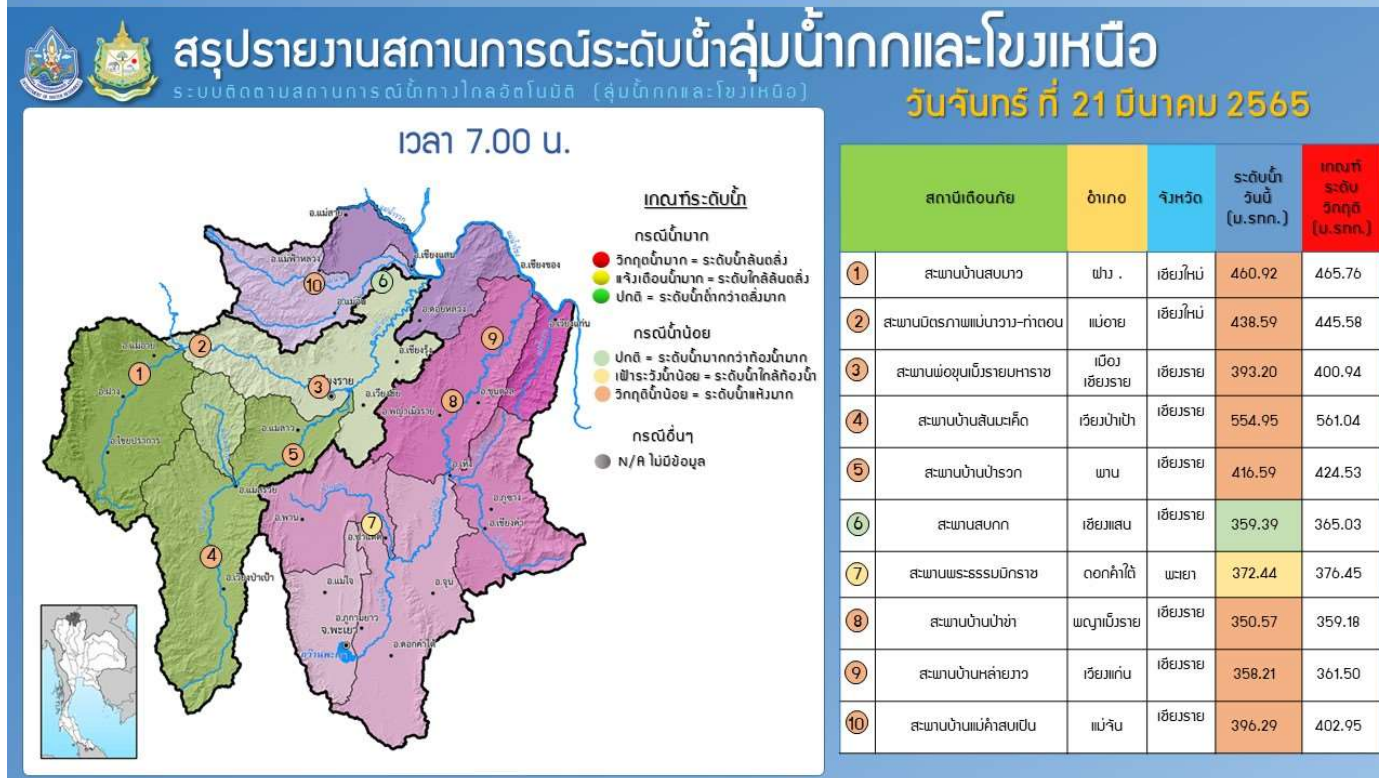 สรุปรายงานสถานการณ์ระดับน้ำลุ่มน้ำกกและโขงเหนือ
ระบบติดตามสถานการณ์น้ำทางไกลอัตโนมัติ (ลุ่มน้ำกกและโขงเหนือ)
วันจันทร์ ที่ 21 มีนาคม 2565
เวลา 7.00 น.
เกณฑ์ระดับน้ำ
กรณีน้ำมาก
วิกฤตน้ำมาก = ระดับน้ำล้นตลิ่ง
แจ้งเตือนน้ำมาก = ระดับใกล้ล้นตลิ่ง
ปกติ = ระดับน้ำต่ำกว่าตลิ่งมาก
กรณีน้ำน้อย
ปกติ = ระดับน้ำมากกว่าท้องน้ำมาก
เฝ้าระวังน้ำน้อย = ระดับน้ำใกล้ท้องน้ำ
วิกฤติน้ำน้อย = ระดับน้ำแห้งมาก
กรณีอื่นๆ
N/A ไม่มีข้อมูล
อ.แม่สาย
อ.แม่ฟ้าหลวง
อ.เชียงแสน
อ.เชียงของ
10
6
อ.แม่จัน
อ.ดอยหลวง
อ.เวียงแก่น
9
อ.แม่อาย
2
อ.เชียงรุ้ง
1
อ.ฝาง
3
อ.เวียงชัย
อ.ขุนตาล
8
อ.พญาเม็งราย
อ.ไชยปราการ
อ.แม่ลาว
5
อ.เทิง
อ.แม่สรวย
อ.พาน
7
อ.ป่าแดด
อ.ภูซาง
อ.เชียงคำ
4
อ.เวียงป่าเป้า
อ.แม่ใจ
อ.จุน
อ.ภูกามยาว
จ.พะเยา
อ.ดอกคำใต้
กว๊านพะเยา
สถานีเตือนภัย อำเภอ จังหวัด ระดับน้ำ วันนี้ (ม.รทก.) เกณฑ์ ระดับ วิกฤติ (ม.รทก.)
1 สะพานบ้านสบมาว ฝาง . เชียงใหม่ 460.92 465.76
2 สะพานมิตรภาพแม่นาวาง-ท่าตอน แม่อาย เชียงใหม่ 438.59 445.58
3 สะพานพ่อขุนเม็งรายมหาราช เมือง เชียงราย เชียงราย 393.20 400.94
4 สะพานบ้านสันมะเค็ด เวียงป่าเป้า เชียงราย 554.95 561.04
5 สะพานบ้านป่ารวก พาน เชียงราย 416.59 424.53
6 สะพานสบกก เชียงแสน เชียงราย 359.39 365.03
7 สะพานพระธรรมมิกราช ดอกคำใต้ พะเยา 372.44 376.45
8 สะพานบ้านป่าข่า พญาเม็งราย เชียงราย 350.57 359.18
9 สะพานบ้านหล่ายงาว เวียงแก่น เชียงราย 358.21 361.50
10 สะพานบ้านแม่คำสบเปิน แม่จัน เชียงราย 396.29 402.95